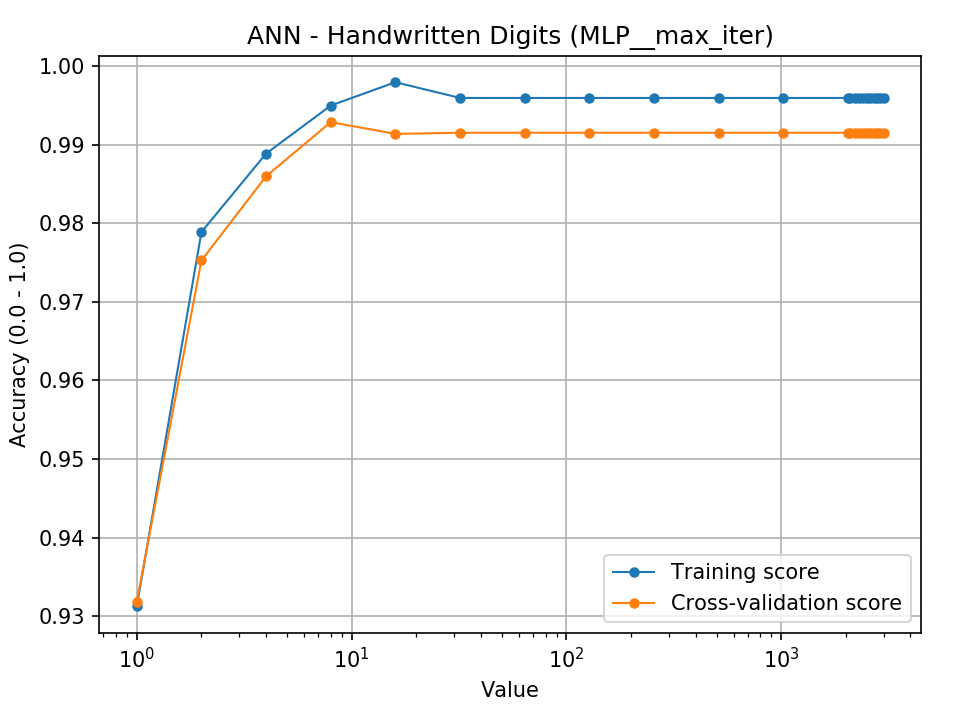 ANN - Handwritten Digits (MLP__max_iter)
1.00
0.99
0.98
0.97
0.96
0.95
0.94
0.93
Accuracy (0.0 - 1.0)
Training score
Cross-validation score
10⁰ 10¹ 10² 10³
Value